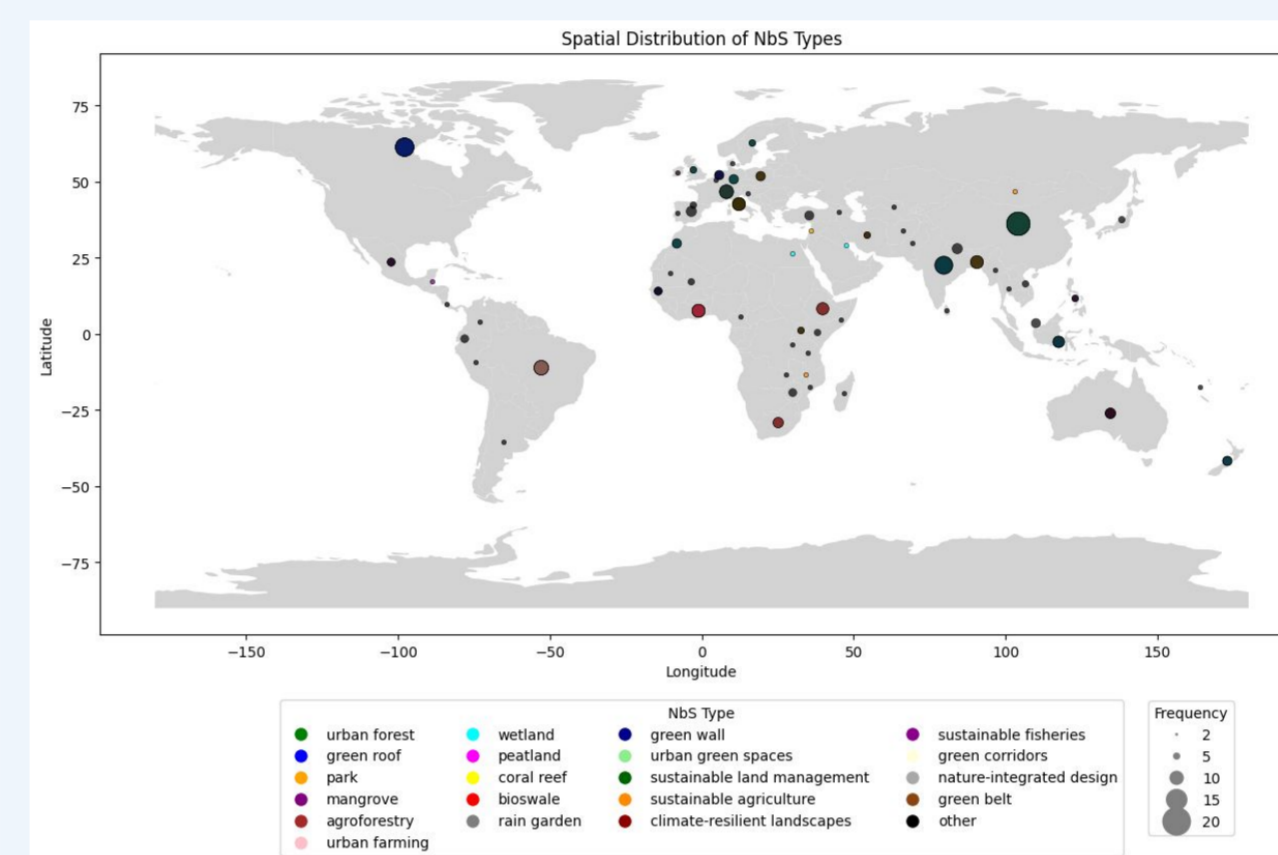 Spatial Distribution of NbS Types
75
50
25
0
−25
−50
−75
Latitude
−150
−100
−50
0
50
100
150
Longitude
NbS Type
urban forest
green roof
park
mangrove
agroforestry
urban farming
wetland
peatland
coral reef
bioswale
rain garden
green wall
urban green spaces
sustainable land management
sustainable agriculture
climate-resilient landscapes
sustainable fisheries
green corridors
nature-integrated design
green belt
other
Frequency
2
5
10
15
20